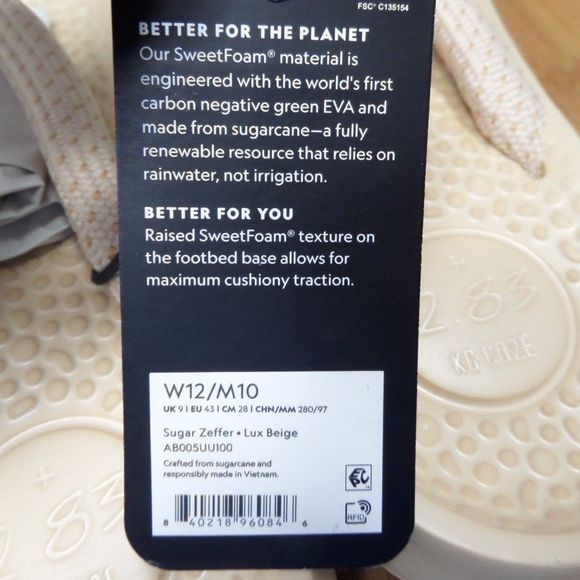 FSC® C135154
BETTER FOR THE PLANET
Our SweetFoam® material is
engineered with the world's first
carbon negative green EVA and
made from sugarcane—a fully
renewable resource that relies on
rainwater, not irrigation.
BETTER FOR YOU
Raised SweetFoam® texture on
the footbed base allows for
maximum cushiony traction.
W12/M10
UK 9 | EU 43 | CM 28 | CHN/MM 280/97
Sugar Zeffer • Lux Beige
AB005UU100
Crafted from sugarcane and
responsibly made in Vietnam.
8 40218 96084 6
RFID
2.83
83